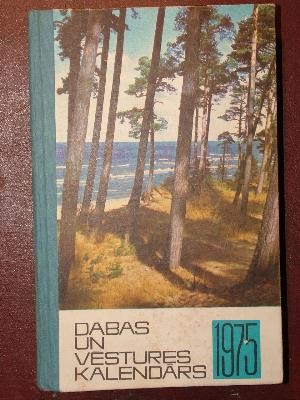 DABAS
UN
VĒSTURES
KALENDĀRS
1975